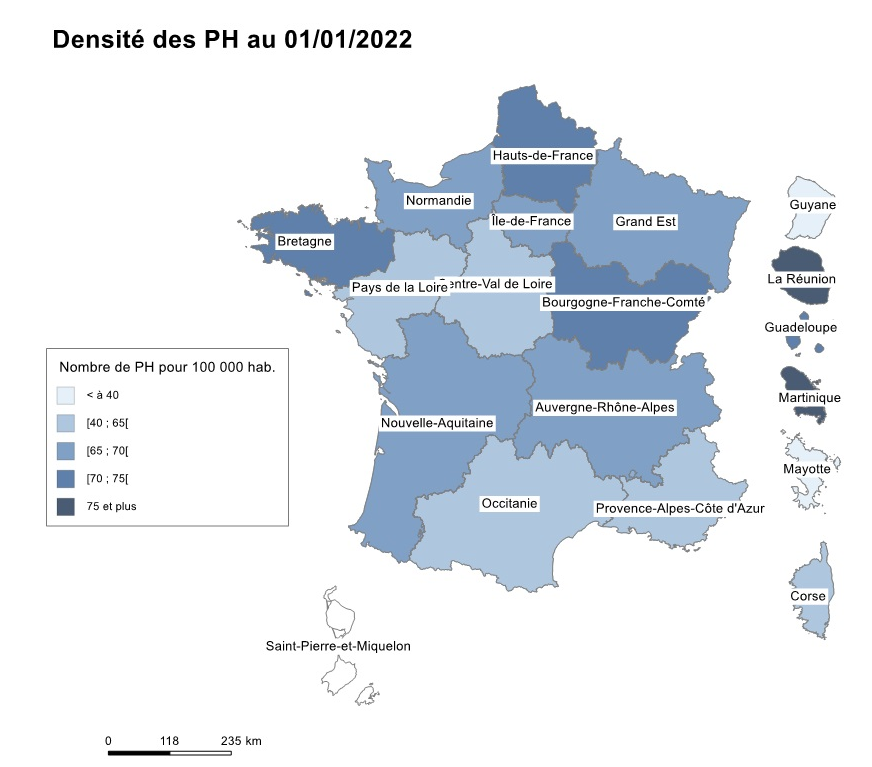 Densité des PH au 01/01/2022
Hauts-de-France
Normandie
Île-de-France
Grand Est
Guyane
Bretagne
La Réunion
Pays de la Loire
entre-Val de Loire
Bourgogne-Franche-Comté
Guadeloupe
Nombre de PH pour 100 000 hab.
< à 40
[40 ; 65[
[65 ; 70[
[70 ; 75[
75 et plus
Martinique
Auvergne-Rhône-Alpes
Nouvelle-Aquitaine
Mayotte
Occitanie
Provence-Alpes-Côte d'Azur
Corse
Saint-Pierre-et-Miquelon
0 118 235 km